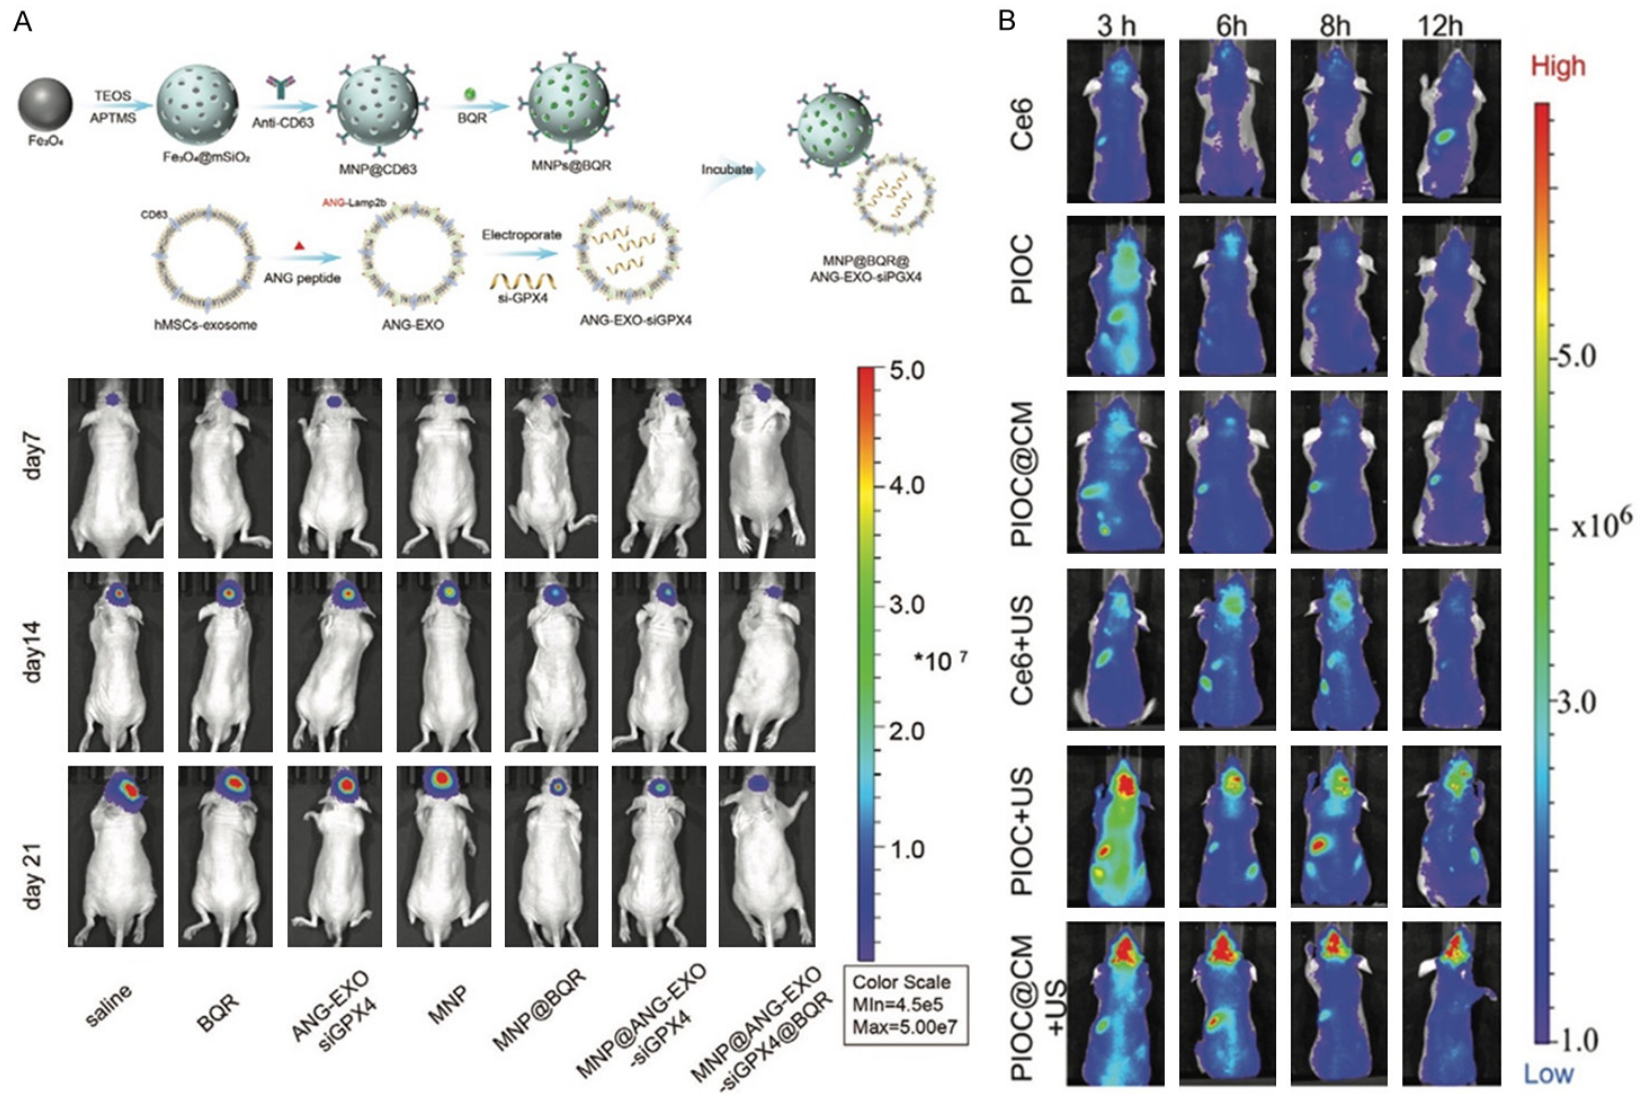 A
TEOS
APTMS
Anti-CD63
BQR
Fe₃O₄
Fe₃O₄@mSiO₂
MNP@CD63
MNPs@BQR
Incubate
CD63
ANG-Lamp2b
Electroporate
ANG peptide
si-GPX4
hMSCs-exosome
ANG-EXO
ANG-EXO-siGPX4
MNP@BQR@
ANG-EXO-siPGX4
day7
day14
day 21
saline
BQR
ANG-EXO
siGPX4
MNP
MNP@BQR
MNP@ANG-EXO
-siGPX4
MNP@ANG-EXO
-siGPX4@BQR
5.0
4.0
3.0
*10 7
2.0
1.0
Color Scale
MIn=4.5e5
Max=5.00e7
B
3 h
6h
8h
12h
Ce6
PIOC
PIOC@CM
Ce6+US
PIOC+US
PIOC@CM
+US
High
5.0
x10⁶
3.0
1.0
Low